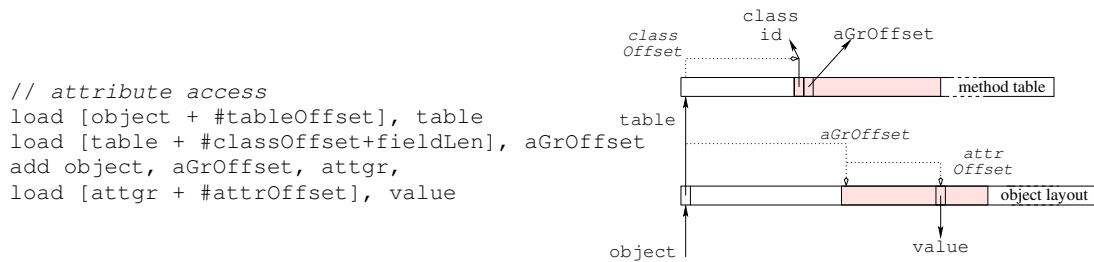 // attribute access
load [object + #tableOffset], table
load [table + #classOffset+fieldLen], aGrOffset
add object, aGrOffset, attgr,
load [attgr + #attrOffset], value
class
id
aGrOffset
class
Offset
method table
table
aGrOffset
attr
Offset
object layout
object
value